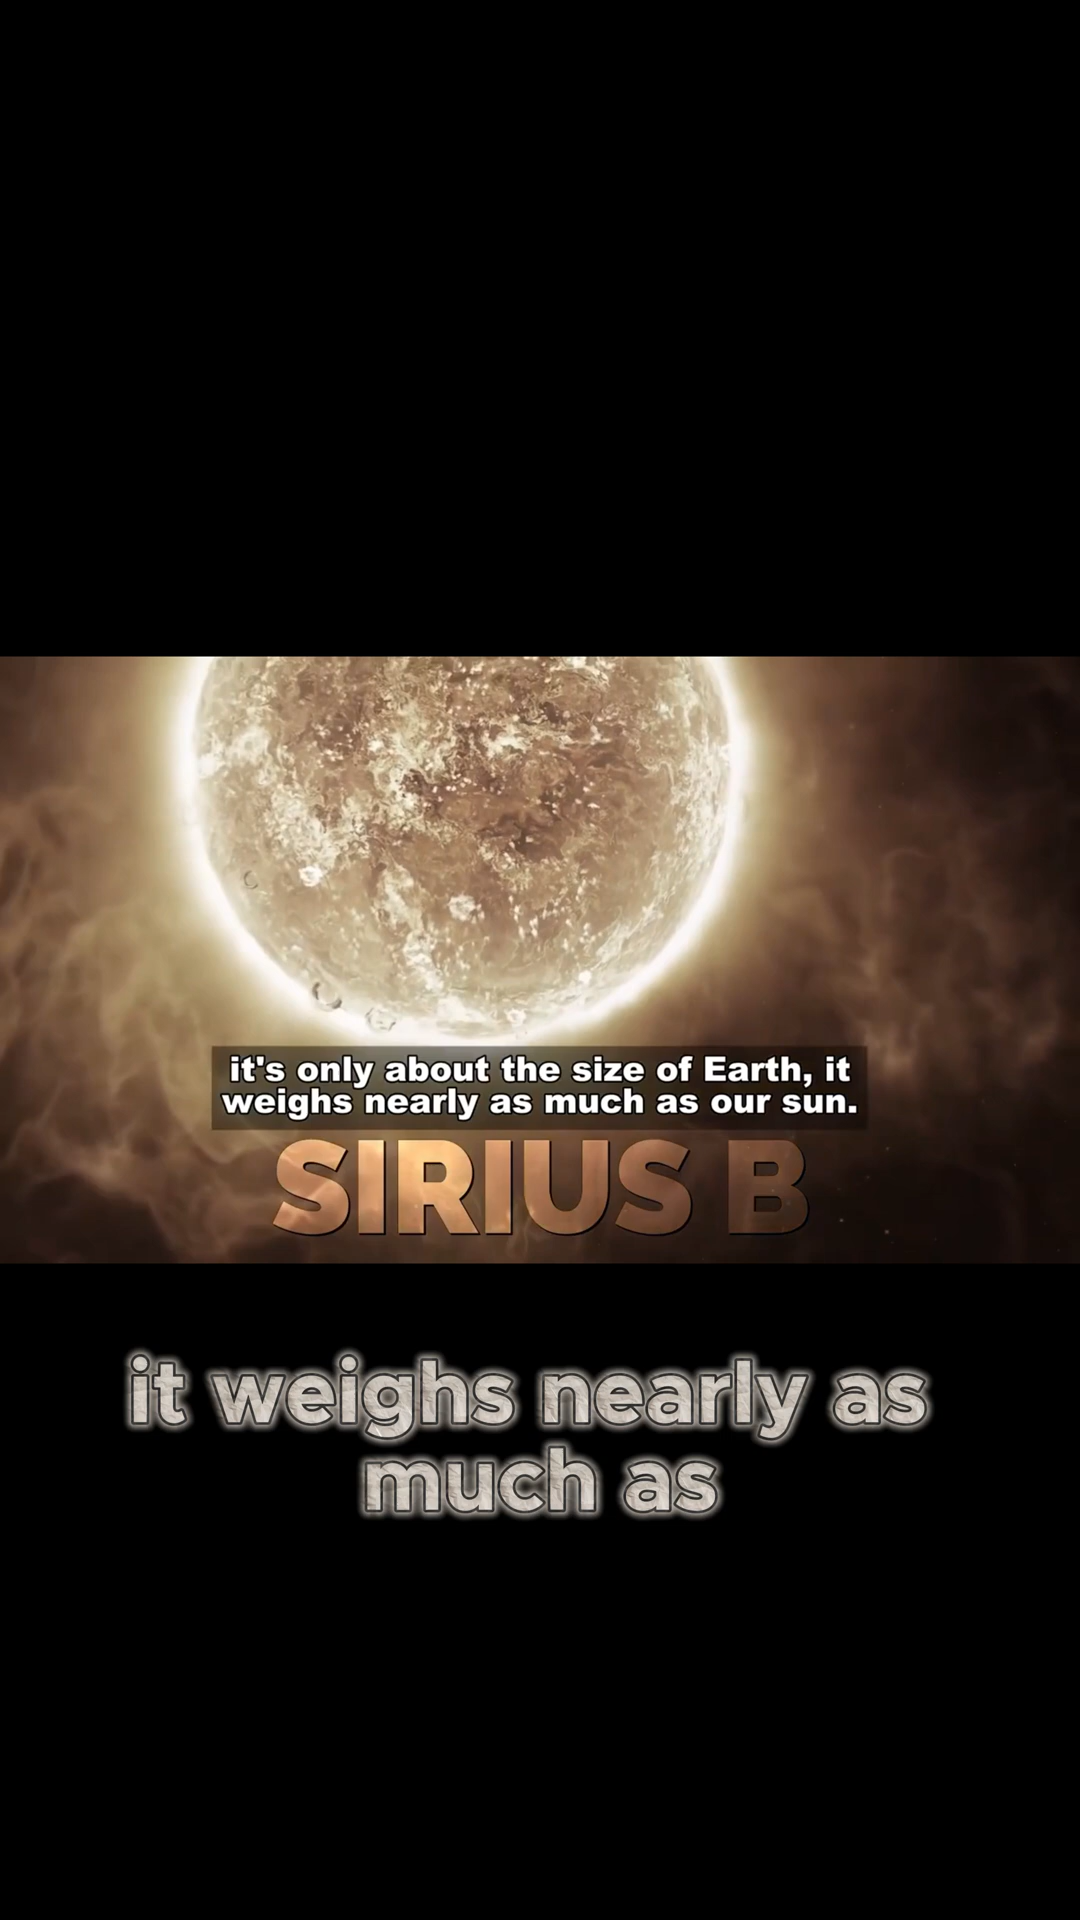 it's only about the size of Earth, it
weighs nearly as much as our sun.
SIRIUS B
it weighs nearly as
much as